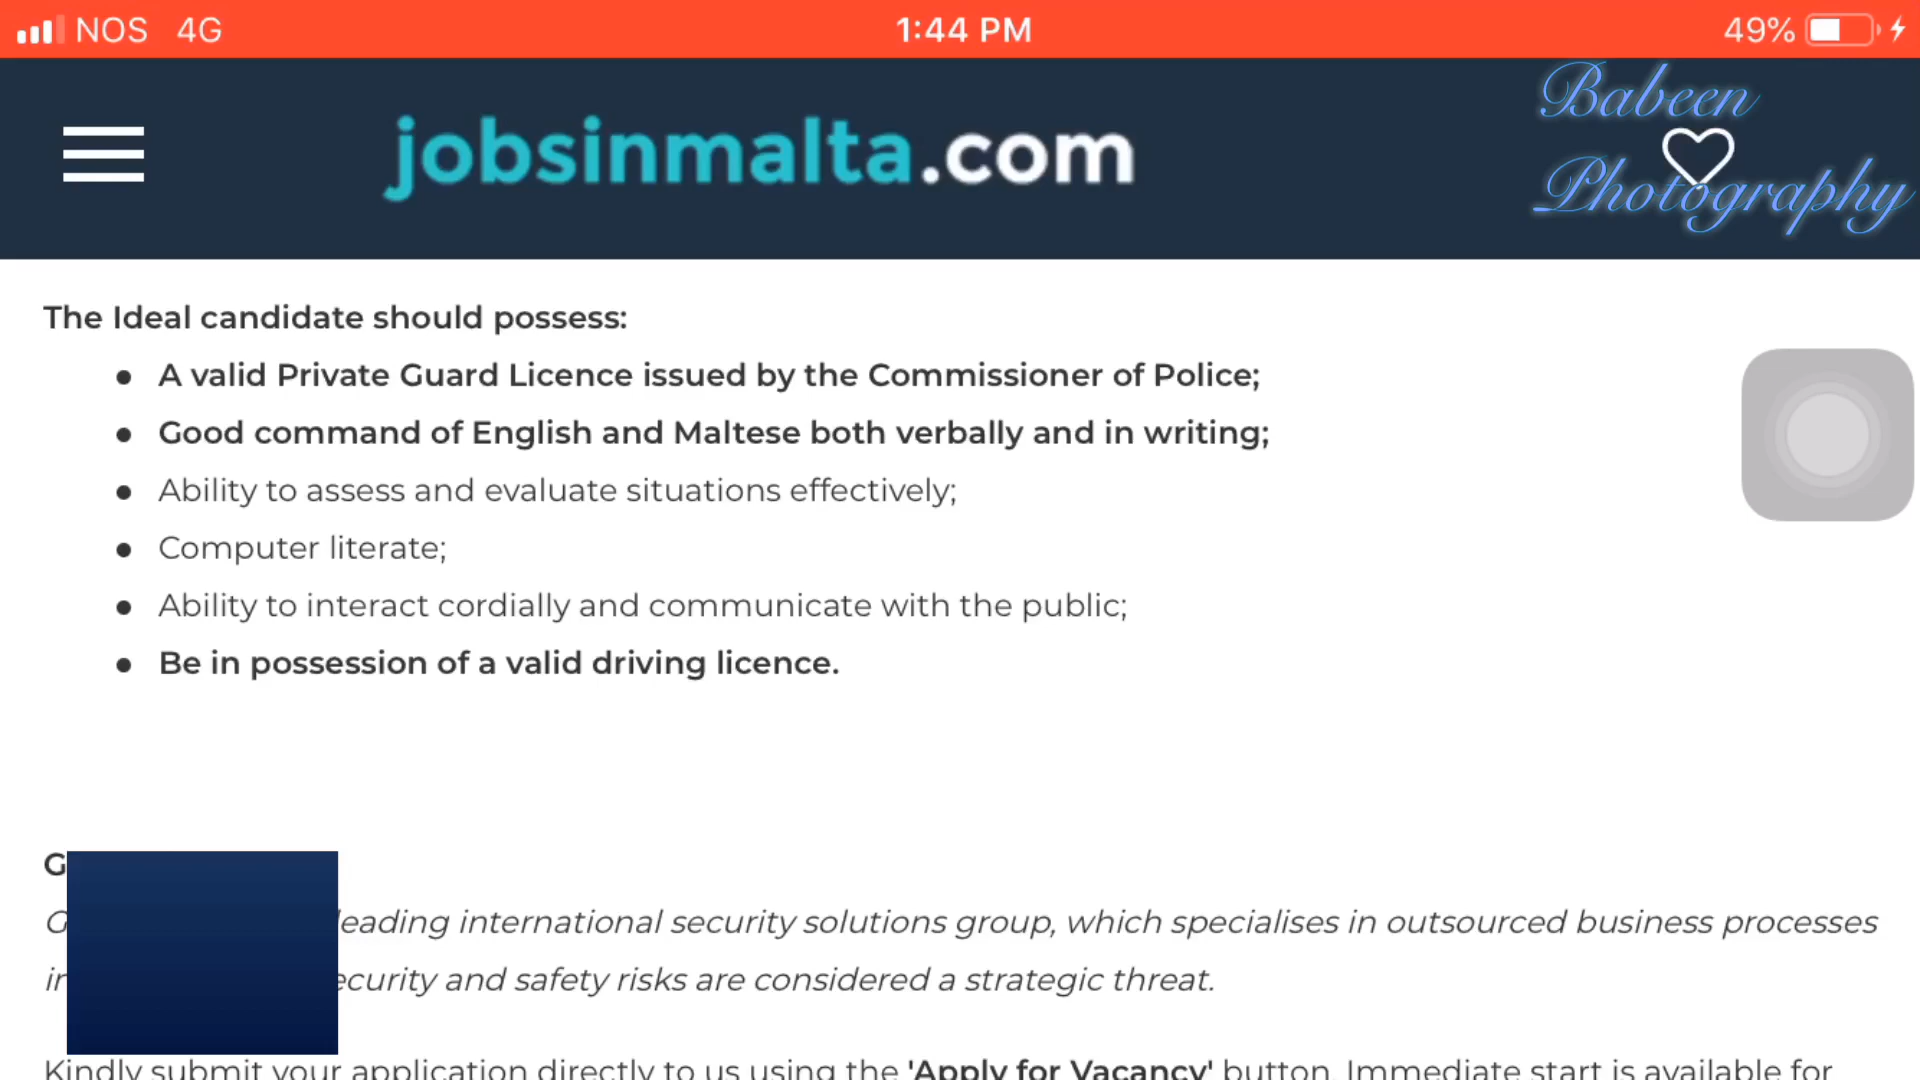 NOS 4G 1:44 PM 49%
jobsinmalta.com
Babeen
Photography
The Ideal candidate should possess:
● A valid Private Guard Licence issued by the Commissioner of Police;
● Good command of English and Maltese both verbally and in writing;
● Ability to assess and evaluate situations effectively;
● Computer literate;
● Ability to interact cordially and communicate with the public;
● Be in possession of a valid driving licence.
G
leading international security solutions group, which specialises in outsourced business processes
security and safety risks are considered a strategic threat.
Kindly submit your application directly to us using the 'Apply for Vacancy' button. Immediate start is available for